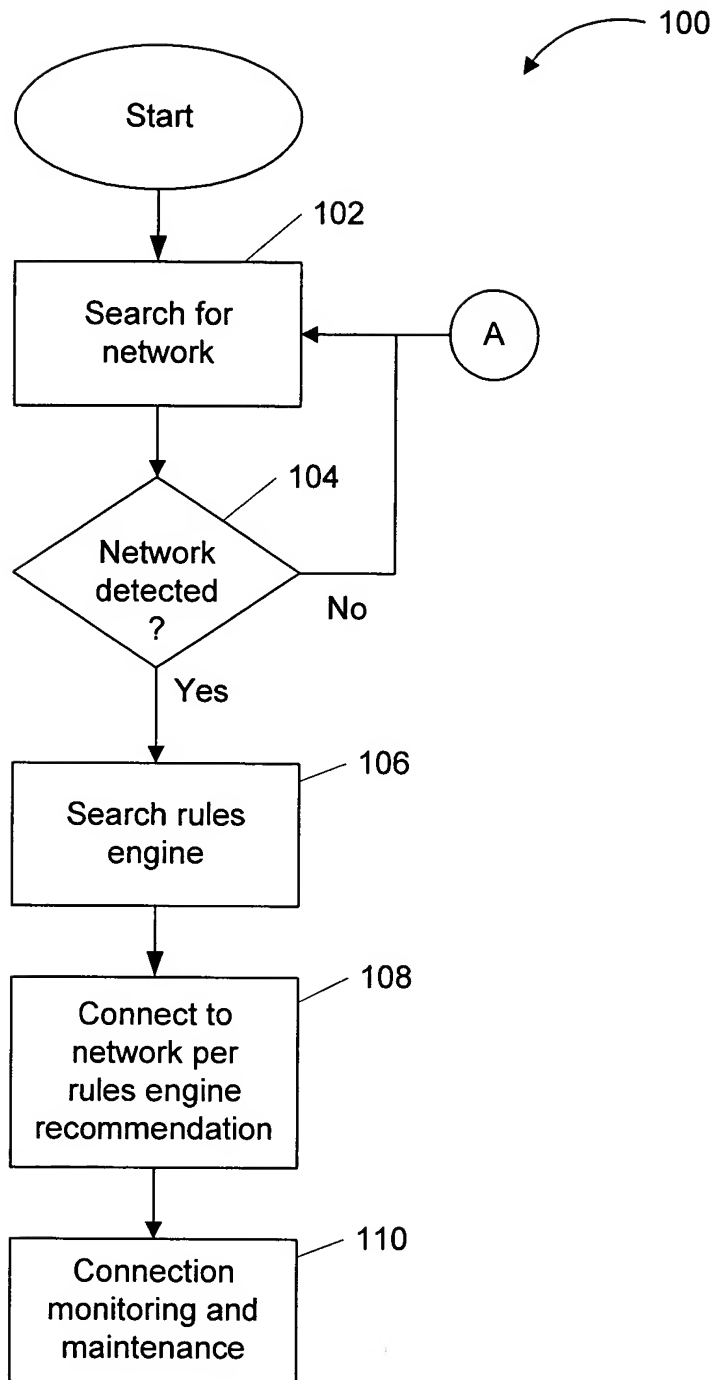 100
Start
102
Search for
network
A
104
Network
detected
?
No
Yes
106
Search rules
engine
108
Connect to
network per
rules engine
recommendation
110
Connection
monitoring and
maintenance